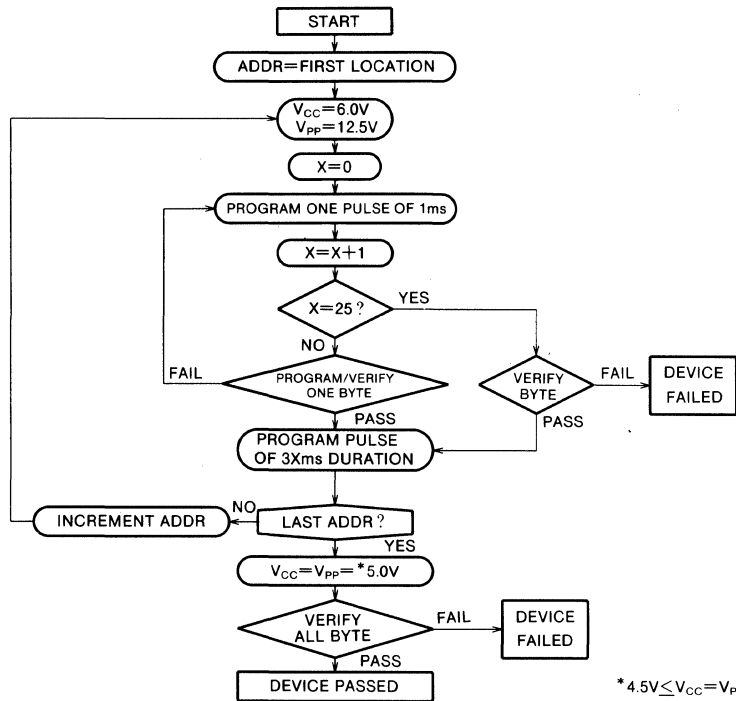 START
ADDR=FIRST LOCATION
VCC=6.0V
VPP=12.5V
X=0
PROGRAM ONE PULSE OF 1ms
X=X+1
X=25?
YES
NO
FAIL
PROGRAM/VERIFY
ONE BYTE
PASS
VERIFY
BYTE
FAIL
PASS
DEVICE
FAILED
PROGRAM PULSE
OF 3Xms DURATION
LAST ADDR?
NO
INCREMENT ADDR
YES
VCC=VPP=*5.0V
VERIFY
ALL BYTE
FAIL
DEVICE
FAILED
PASS
DEVICE PASSED
*4.5V≤VCC=VP